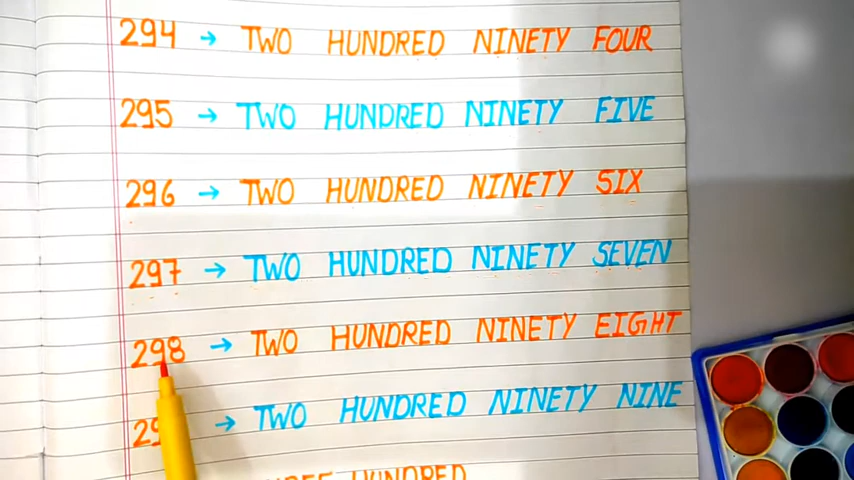 294 → TWO HUNDRED NINETY FOUR
295 → TWO HUNDRED NINETY FIVE
296 → TWO HUNDRED NINETY SIX
297 → TWO HUNDRED NINETY SEVEN
298 → TWO HUNDRED NINETY EIGHT
→ TWO HUNDRED NINETY NINE
HUNDRED